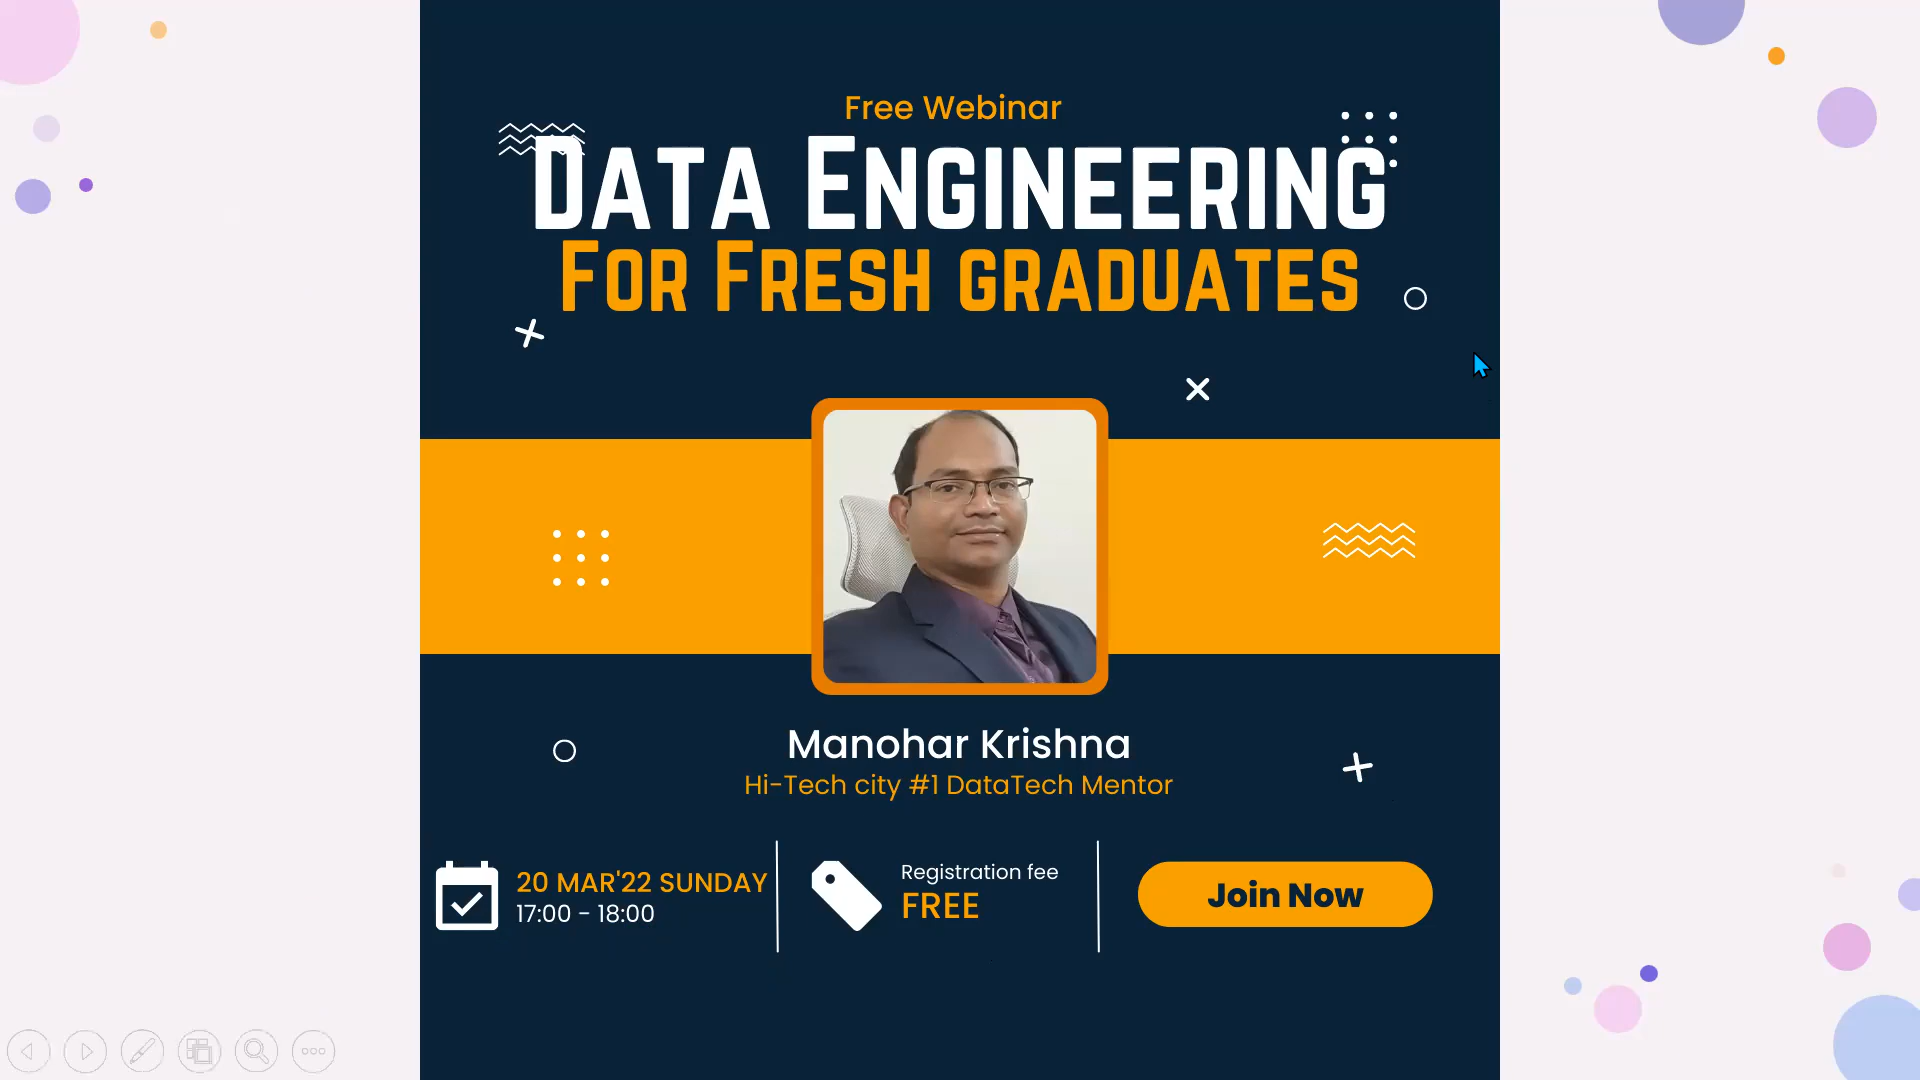 Free Webinar
Data Engineering
For Fresh graduates
Manohar Krishna
Hi-Tech city #1 DataTech Mentor
20 MAR'22 SUNDAY
17:00 - 18:00
Registration fee
FREE
Join Now